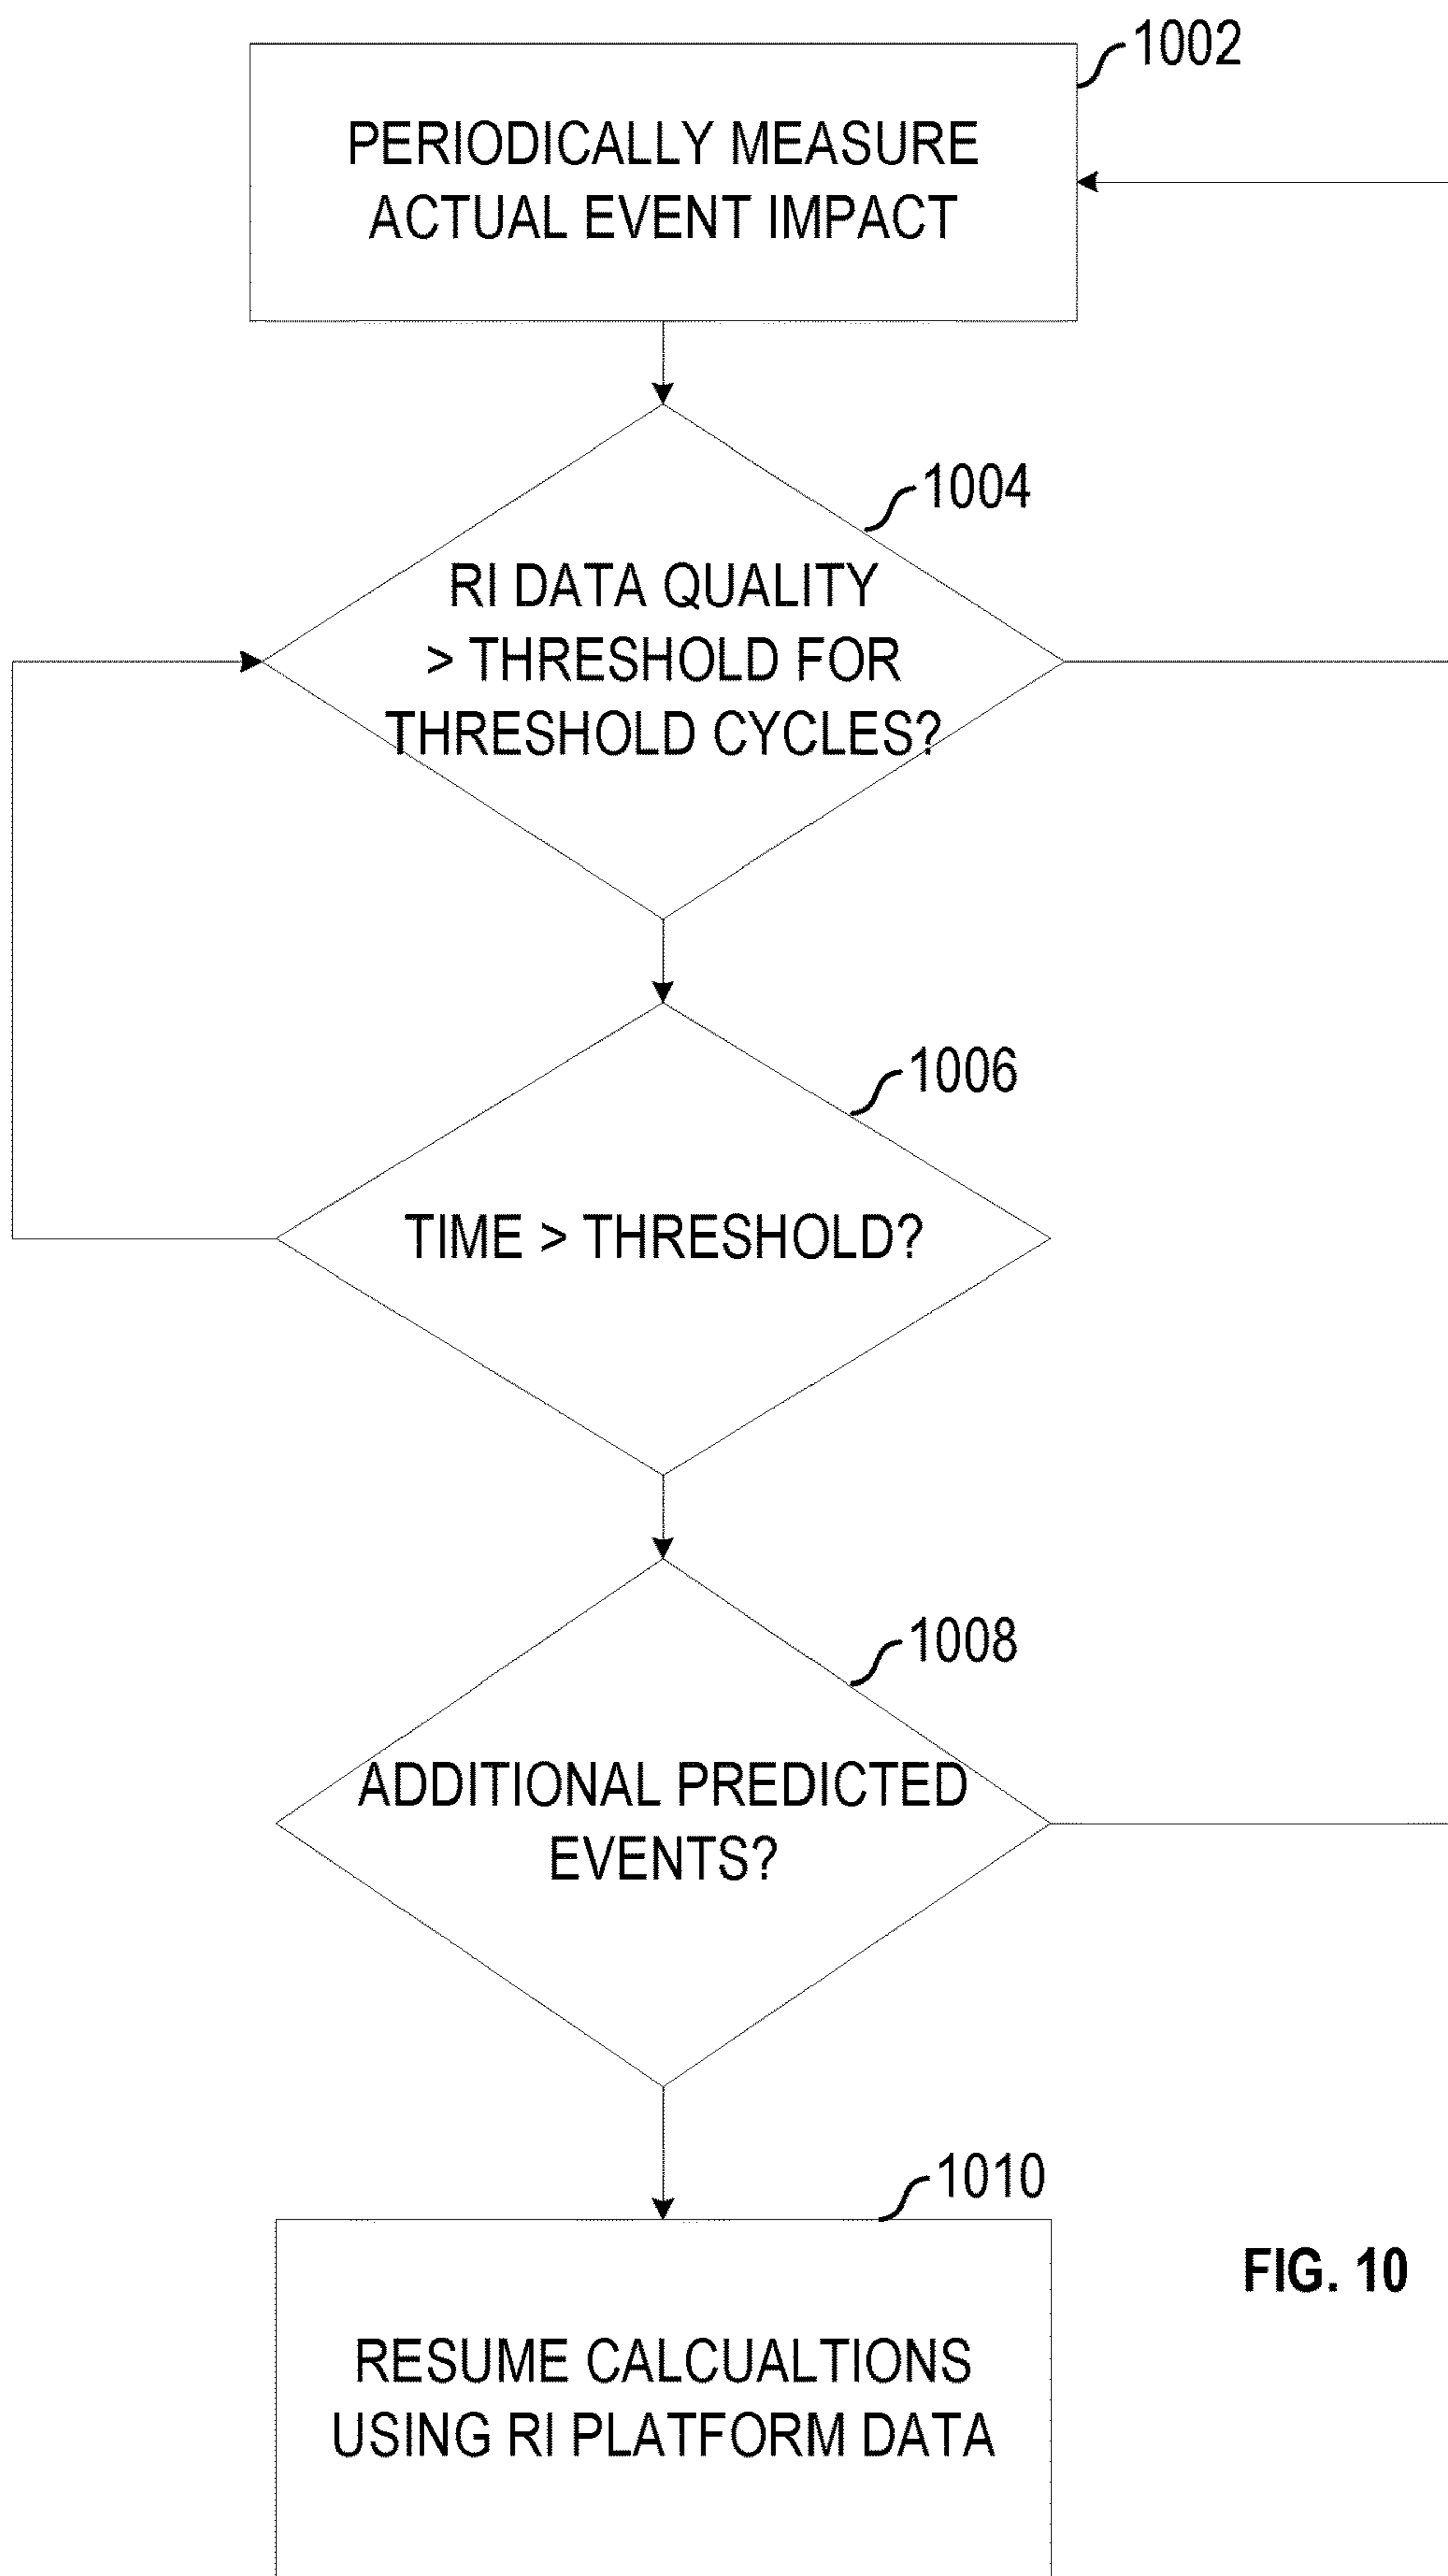 1002
PERIODICALLY MEASURE
ACTUAL EVENT IMPACT
1004
RI DATA QUALITY
> THRESHOLD FOR
THRESHOLD CYCLES?
1006
TIME > THRESHOLD?
1008
ADDITIONAL PREDICTED
EVENTS?
1010
RESUME CALCUALTIONS
USING RI PLATFORM DATA
FIG. 10